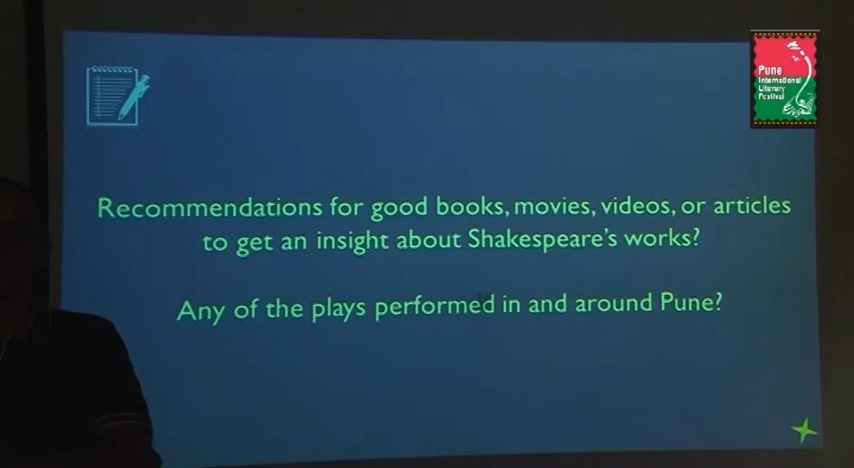 Pune
International
Literary
Festival
Recommendations for good books, movies, videos, or articles
to get an insight about Shakespeare's works?
Any of the plays performed in and around Pune?